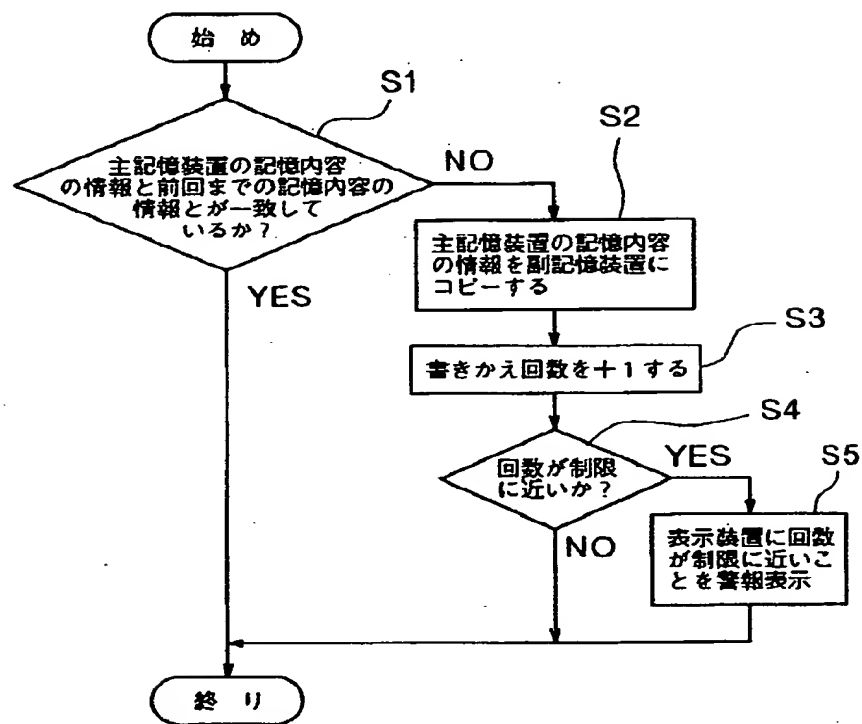 始 め
S1
主記憶装置の記憶内容
の情報と前回までの記憶内容の
情報とが一致して
いるか？
NO
YES
S2
主記憶装置の記憶内容
の情報を副記憶装置に
コピーする
S3
書きかえ回数を＋１する
S4
回数が制限
に近いか？
YES
NO
S5
表示装置に回数
が制限に近いこ
とを警報表示
終 り